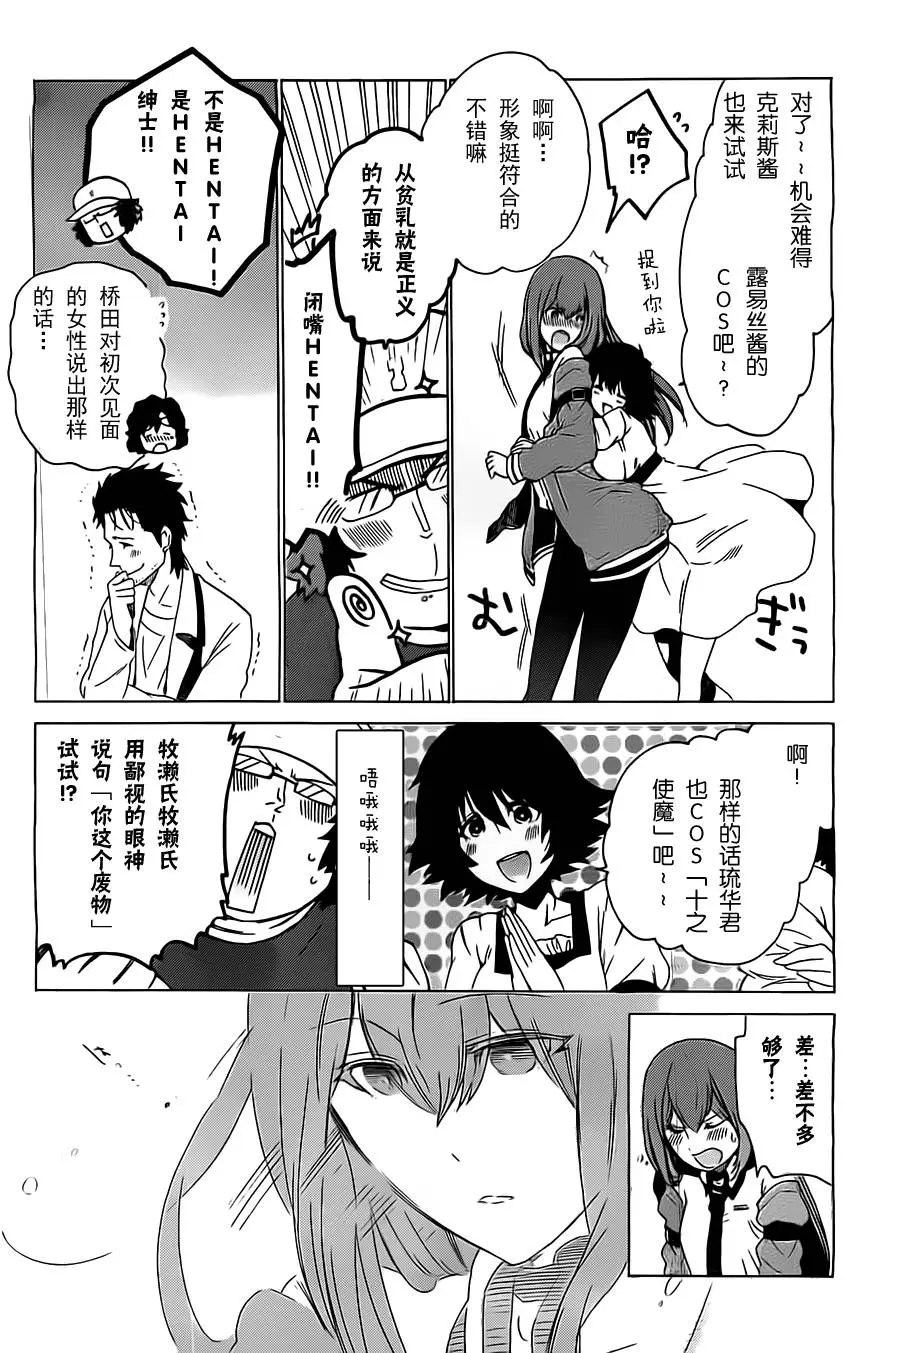 对了~~机会难得
克莉斯酱
也来试试
露易丝酱的
COS吧~?
哈!?
捉到你啦
むぎぅ
啊啊…
形象挺符合的
不错嘛
从贫乳就是正义
的方面来说
闭嘴HENTAI!!
不是HENTAI!
是HENTAI
绅士!!
桥田对初次见面
的女性说出那样
的话…
啊!
那样的话琉华君
也COS「十之
使魔」吧~~
唔哦哦哦——
牧濑氏牧濑氏
用鄙视的眼神
说句「你这个废物」
试试!?
差…差不多
够了…